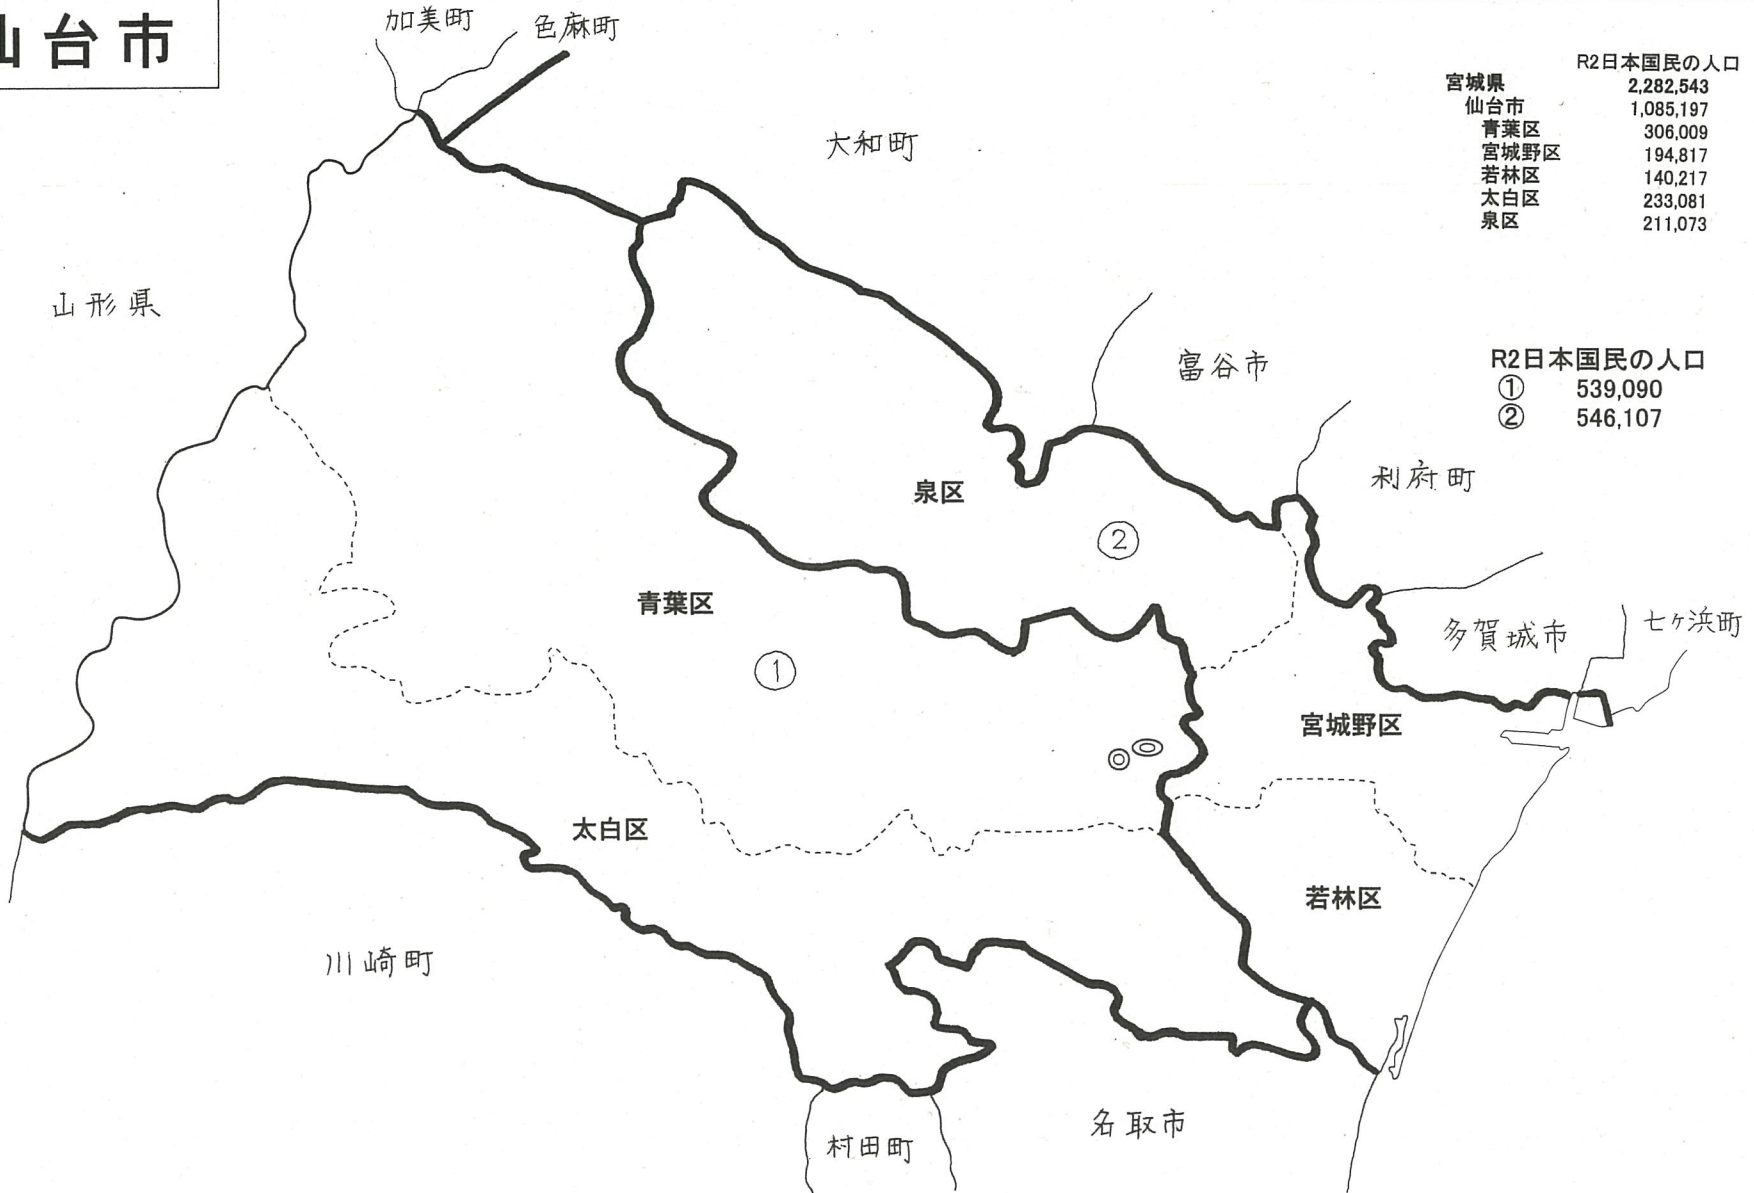 台市
加美町
色麻町
大和町
山形県
富谷市
利府町
多賀城市
七ヶ浜町
泉区
②
青葉区
①
宮城野区
太白区
若林区
川崎町
村田町
名取市
R2日本国民の人口
宮城県 2,282,543
仙台市 1,085,197
青葉区 306,009
宮城野区 194,817
若林区 140,217
太白区 233,081
泉区 211,073
R2日本国民の人口
① 539,090
② 546,107